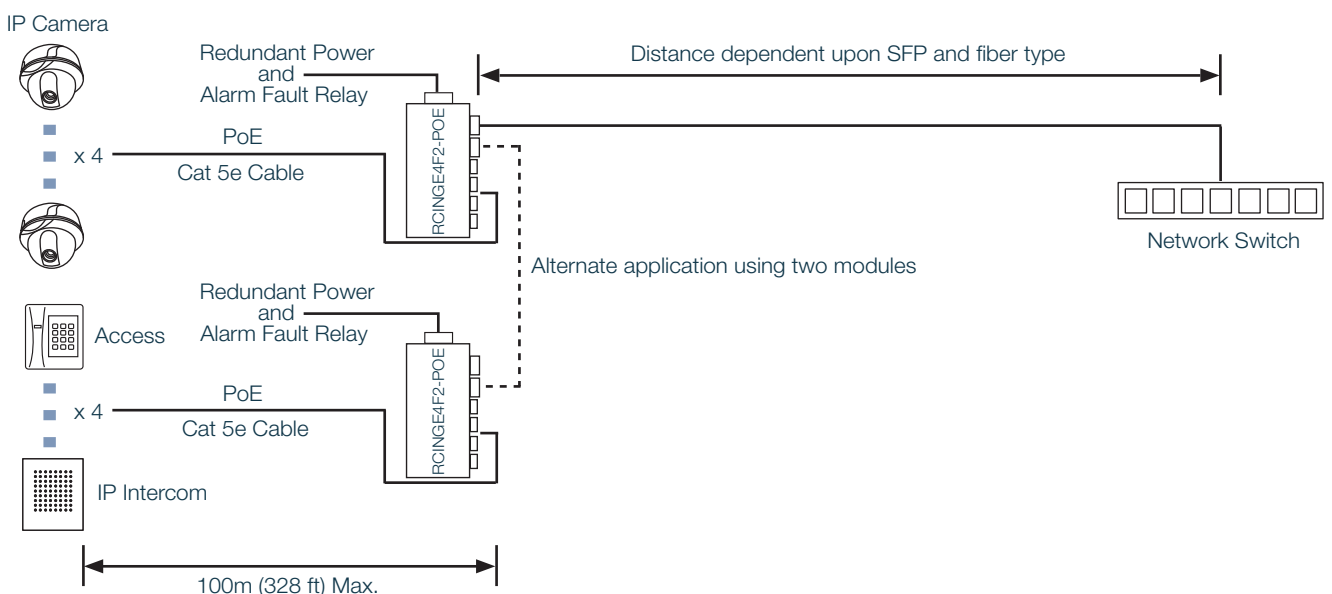 IP Camera
Redundant Power
and
Alarm Fault Relay
Distance dependent upon SFP and fiber type
RCINGE4F2-POE
PoE
x 4
Cat 5e Cable
Network Switch
Alternate application using two modules
Redundant Power
and
Alarm Fault Relay
Access
RCINGE4F2-POE
PoE
x 4
Cat 5e Cable
IP Intercom
100m (328 ft) Max.